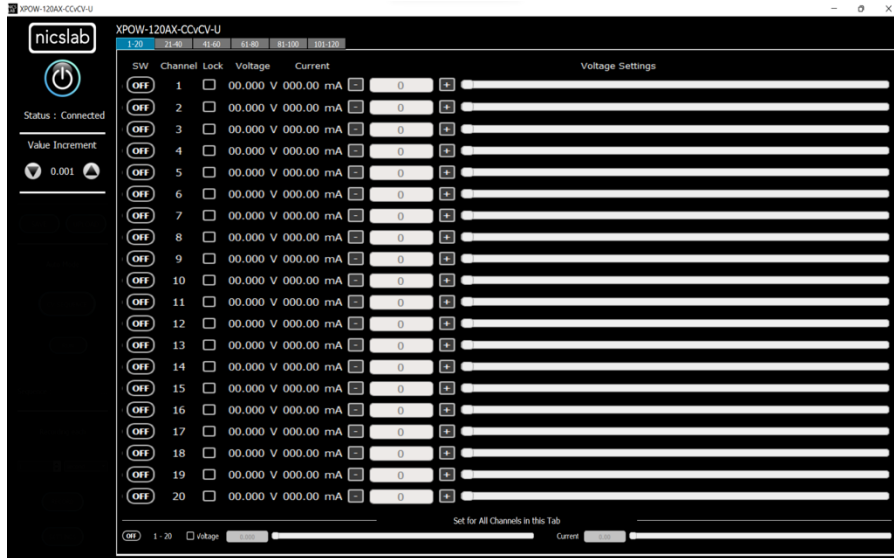 XPOW-120AX-CCvCV-U
nicslab
XPOW-120AX-CCvCV-U
1-20 21-40 41-60 61-80 81-100 101-120
Status : Connected
Value Increment
0.001
SW Channel Lock Voltage Current Voltage Settings
OFF 1 00.000 V 000.00 mA - 0 +
OFF 2 00.000 V 000.00 mA - 0 +
OFF 3 00.000 V 000.00 mA - 0 +
OFF 4 00.000 V 000.00 mA - 0 +
OFF 5 00.000 V 000.00 mA - 0 +
OFF 6 00.000 V 000.00 mA - 0 +
OFF 7 00.000 V 000.00 mA - 0 +
OFF 8 00.000 V 000.00 mA - 0 +
OFF 9 00.000 V 000.00 mA - 0 +
OFF 10 00.000 V 000.00 mA - 0 +
OFF 11 00.000 V 000.00 mA - 0 +
OFF 12 00.000 V 000.00 mA - 0 +
OFF 13 00.000 V 000.00 mA - 0 +
OFF 14 00.000 V 000.00 mA - 0 +
OFF 15 00.000 V 000.00 mA - 0 +
OFF 16 00.000 V 000.00 mA - 0 +
OFF 17 00.000 V 000.00 mA - 0 +
OFF 18 00.000 V 000.00 mA - 0 +
OFF 19 00.000 V 000.00 mA - 0 +
OFF 20 00.000 V 000.00 mA - 0 +
Set for All Channels in this Tab
OFF 1 - 20 Voltage 0.000 Current 0.00